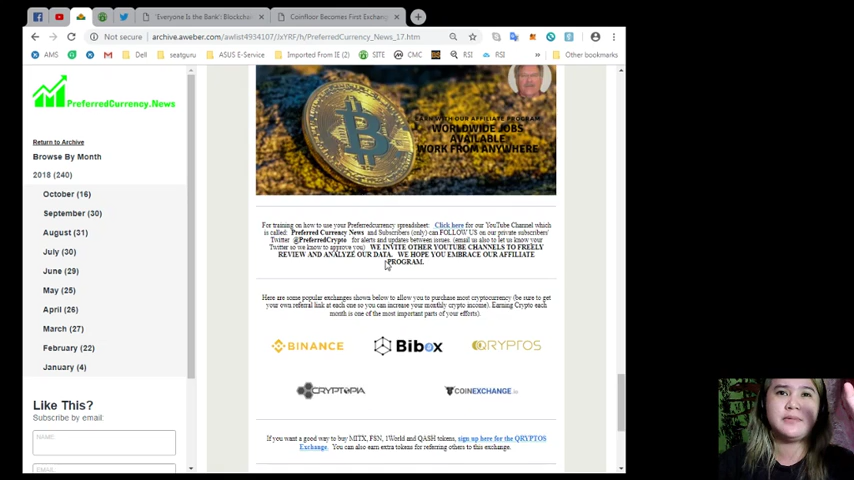 'Everyone Is the Bank': Blockcha
Coinfloor Becomes First Exchang
Not secure
archive.aweber.com/awlist4934107/JxYRF/h/PreferredCurrency_News_17.htm
AMS
Dell
seatguru
ASUS E-Service
Imported From IE (2)
SITE
CMC
RSI
RSI
Other bookmarks
PreferredCurrency.News
Return to Archive
Browse By Month
2018 (240)
October (16)
September (30)
August (31)
July (30)
June (29)
May (25)
April (26)
March (27)
February (22)
January (4)
Like This?
Subscribe by email:
NAME:
EARN WITH OUR AFFILIATE PROGRAM
WORLDWIDE JOBS
AVAILABLE.
WORK FROM ANYWHERE
For training on how to use your Preferredcurrency spreadsheet: Click here for our YouTube Channel which
is called: Preferred Currency News and Subscribers (only) can FOLLOW US on our private subscribers'
Twitter @PreferredCrypto for alerts and updates between issues. (email us also to let us know your
Twitter so we know to approve you) WE INVITE OTHER YOUTUBE CHANNELS TO FREELY
REVIEW AND ANALYZE OUR DATA. WE HOPE YOU EMBRACE OUR AFFILIATE
PROGRAM.
Here are some popular exchanges shown below to allow you to purchase most cryptocurrency (be sure to get
your own referral link at each one so you can increase your monthly crypto income). Earning Crypto each
month is one of the most important parts of your efforts).
BINANCE
Bibox
QRYPTOS
CRYPTOPIA
COINEXCHANGE.io
If you want a good way to buy MITX, FSN, 1World and QASH tokens, sign up here for the QRYPTOS
Exchange. You can also earn extra tokens for referring others to this exchange.